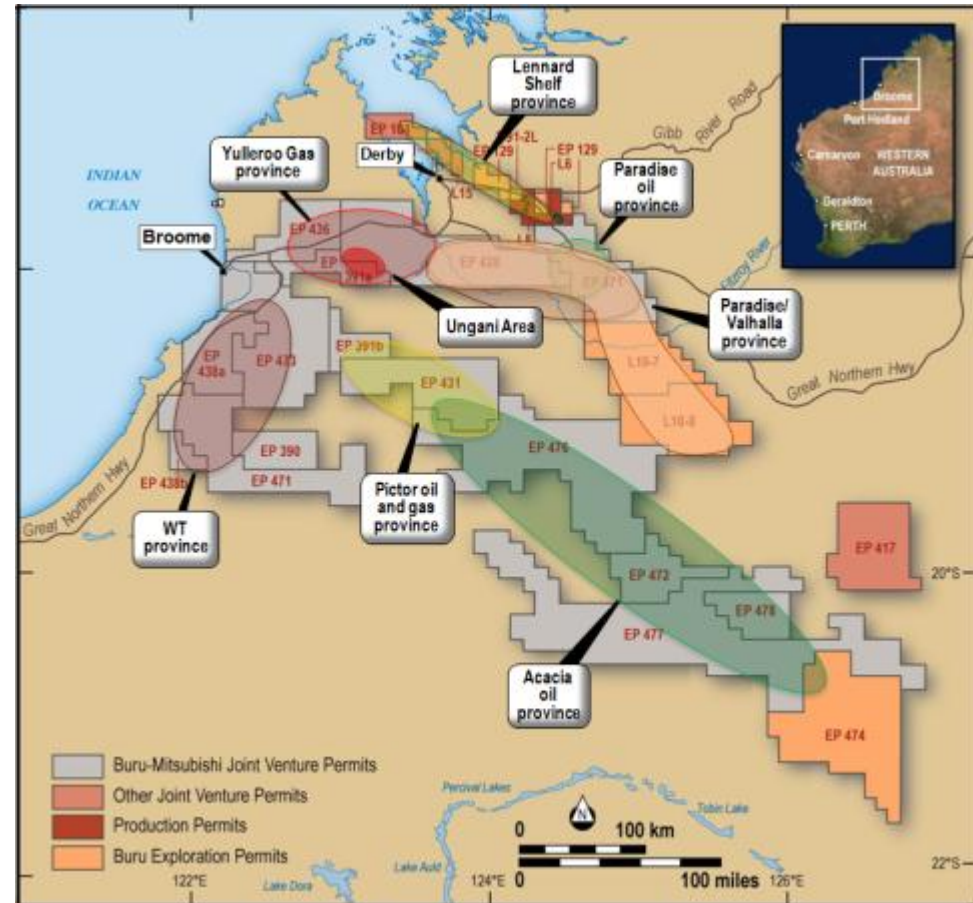 Lennard
Shelf
province
Broome
Port Hedland
Carnarvon
WESTERN
AUSTRALIA
Geraldton
PERTH
Gibb
River
Road
EP 129
EP 129
L6
Derby
L15
Yulleroo Gas
province
Paradise
oil
province
INDIAN
OCEAN
EP 436
Broome
Fitzroy River
Ungani Area
Paradise/
Valhalla
province
EP 391b
EP
438a
EP 473
EP 431
L10-7
L10-8
Great Northern Hwy
EP 390
EP 476
EP 438b
EP 471
Great Northern Hwy
WT
province
Pictor oil
and gas
province
EP 417
20°S
EP 472
EP 478
EP 477
Acacia
oil
province
EP 474
Buru-Mitsubishi Joint Venture Permits
Other Joint Venture Permits
Production Permits
Buru Exploration Permits
Percival Lakes
Tobin Lake
N
0 100 km
0 100 miles
Lake Auld
Lake Dora
122°E
124°E
126°E
22°S